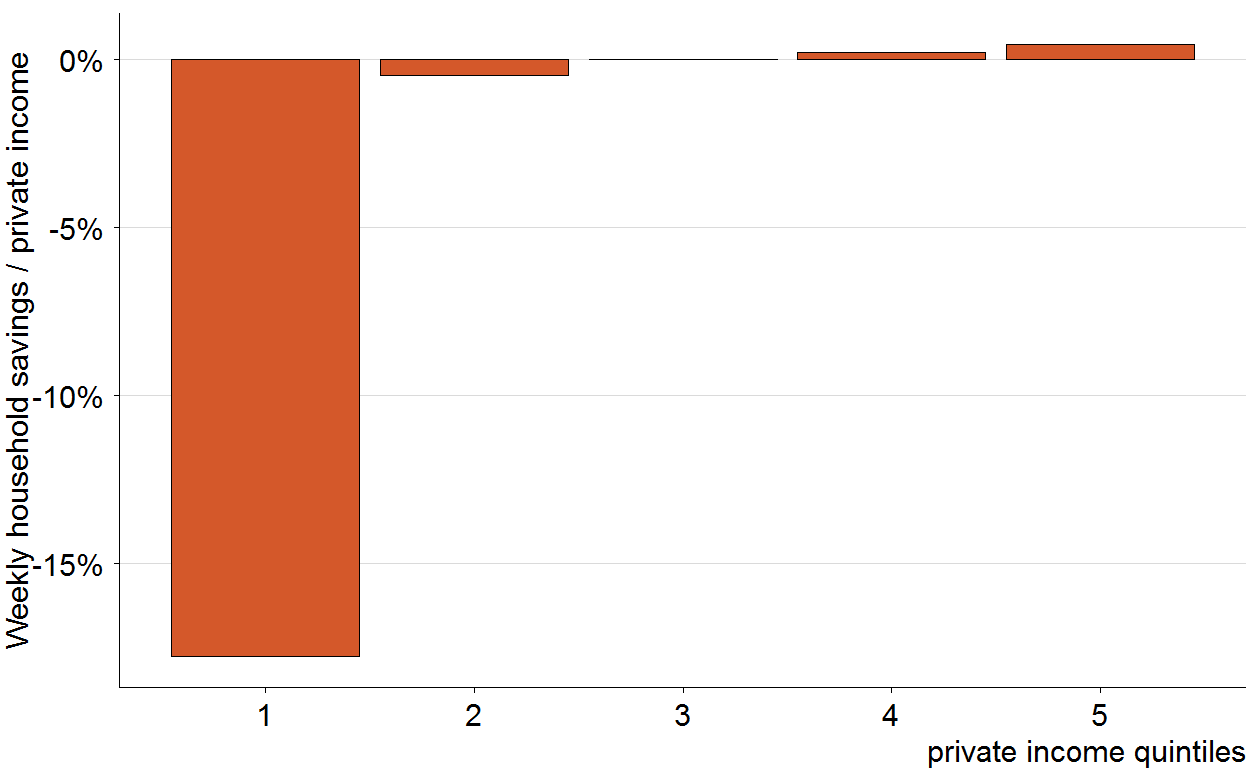 Weekly household savings / private income
0%
-5%
-10%
-15%
1 2 3 4 5
private income quintiles